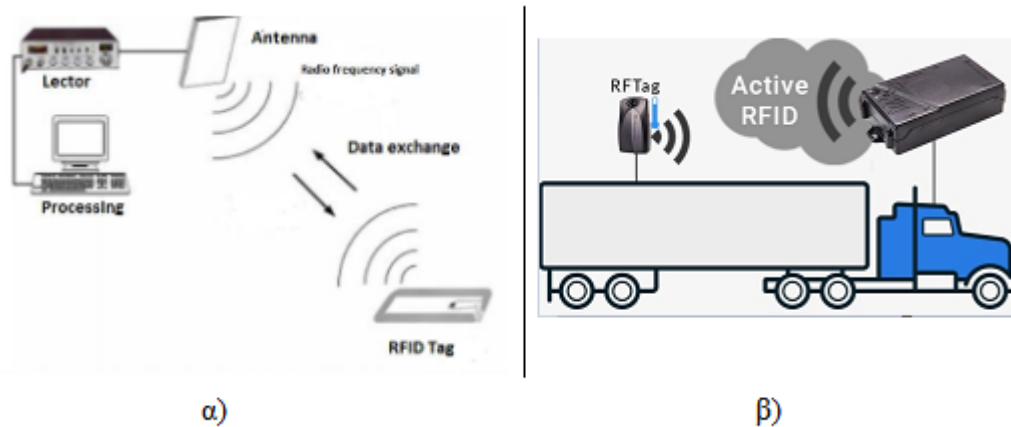 Antenna
Radio frequency signal
Lector
Data exchange
Processing
RFID Tag
α)
RFTag
Active
RFID
β)